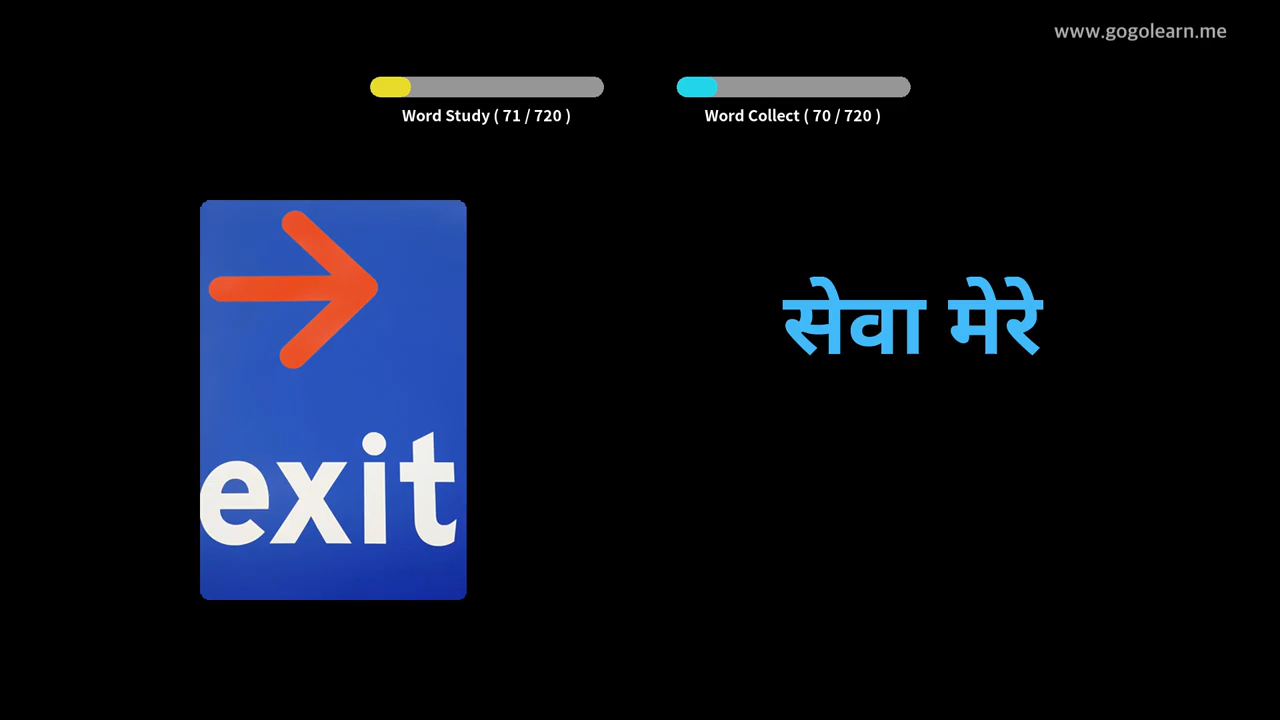 www.gogolearn.me
Word Study ( 71 / 720 )
Word Collect ( 70 / 720 )
exit
सेवा मेरे